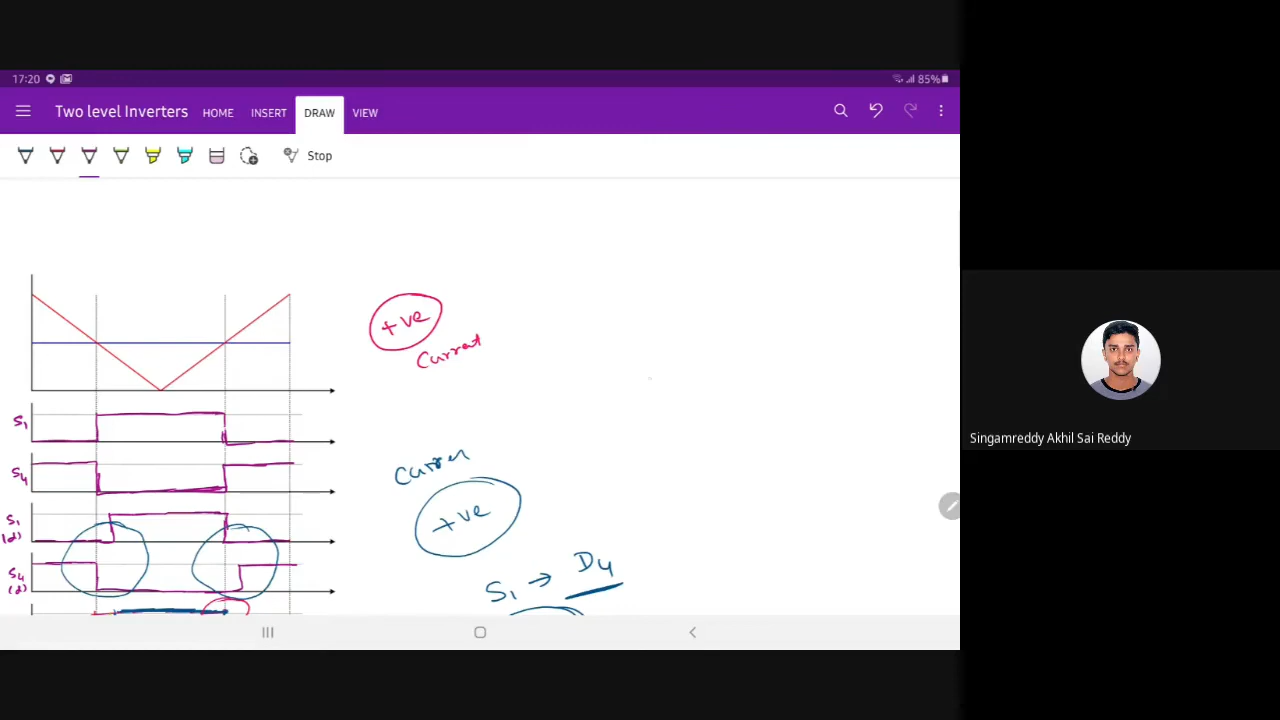 17:20
85%
Two level Inverters HOME INSERT DRAW VIEW
Stop
+ve
Current
S1
S4
Curren
+ve
S1
(d)
S4
(d)
S1 → D4
Singamreddy Akhil Sai Reddy